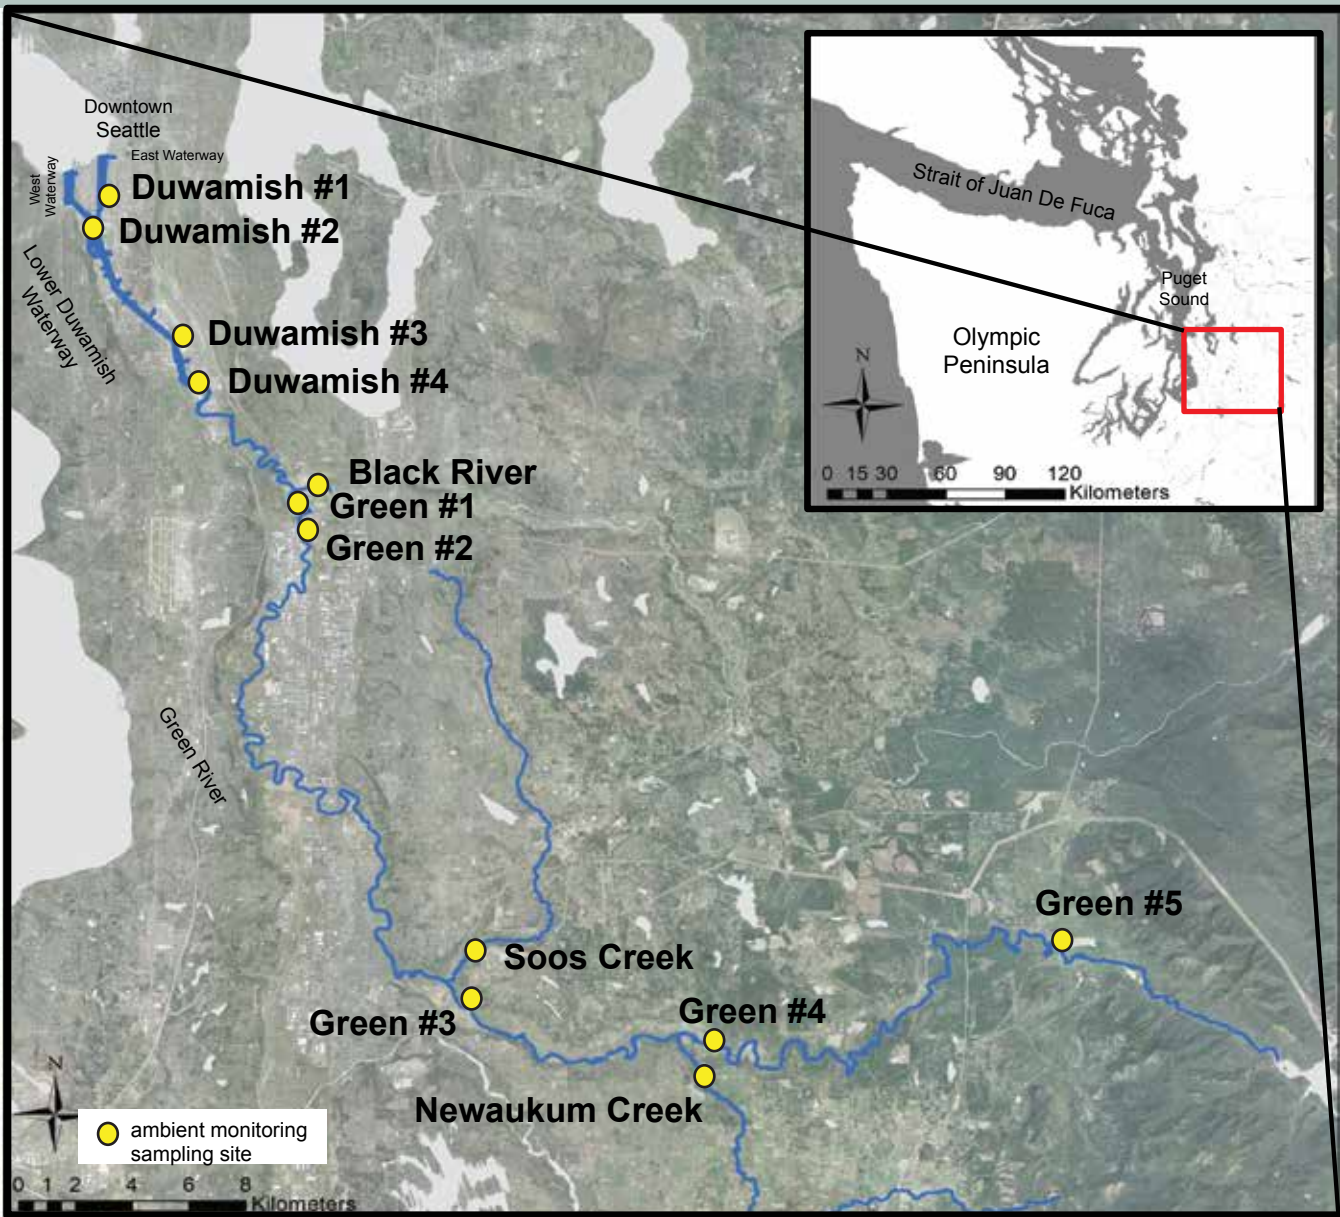 Downtown
Seattle
East Waterway
West
Waterway
Duwamish #1
Duwamish #2
Lower Duwamish
Waterway
Duwamish #3
Duwamish #4
Black River
Green #1
Green #2
Green River
Soos Creek
Green #3
Green #4
Green #5
Newaukum Creek
N
ambient monitoring
sampling site
0 1 2 4 6 8
Kilometers
Strait of Juan De Fuca
Puget
Sound
Olympic
Peninsula
N
0 15 30 60 90 120
Kilometers